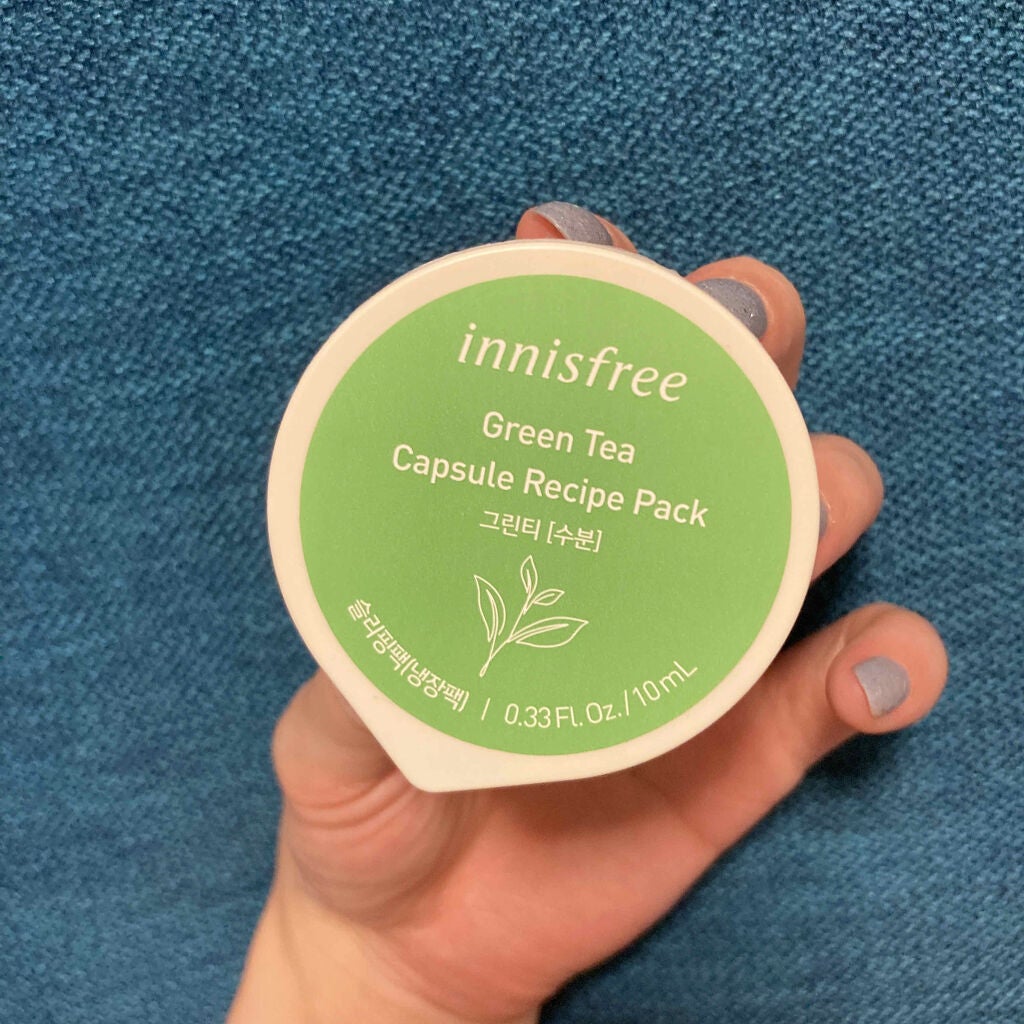 innisfree
Green Tea
Capsule Recipe Pack
그린티 [수분]
슬리핑팩(냉장팩) | 0.33 Fl. Oz. / 10 mL